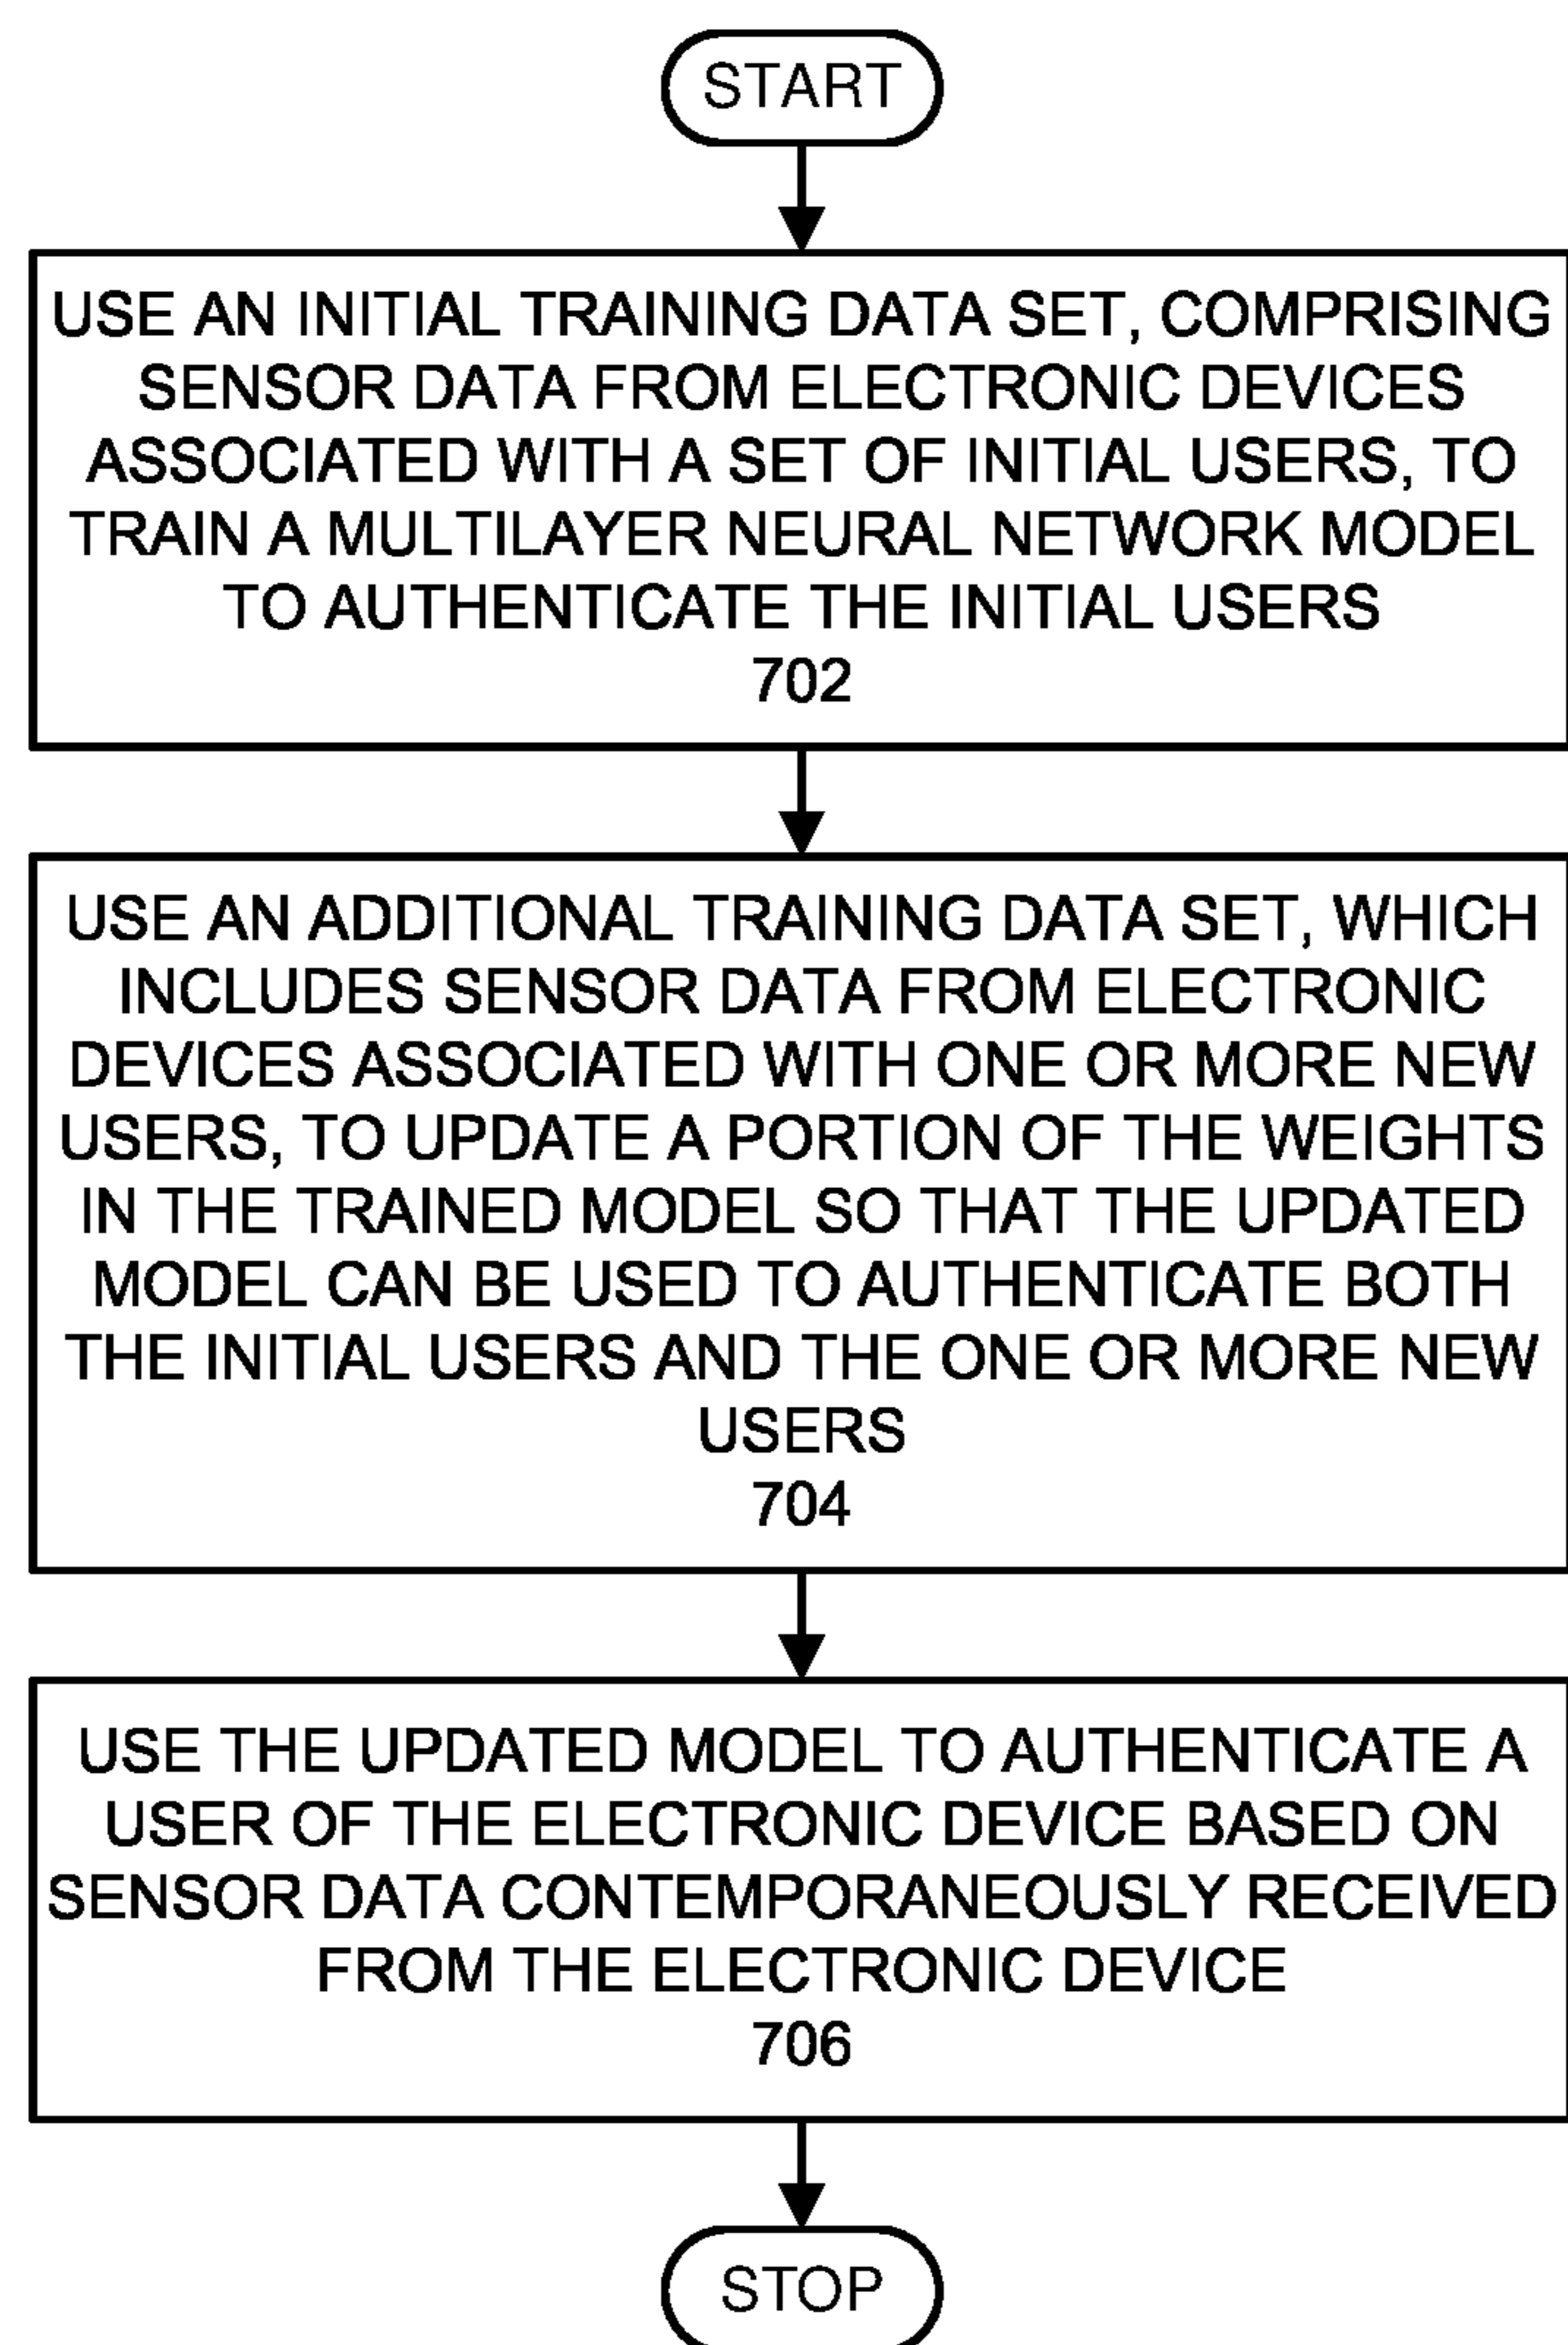 START
USE AN INITIAL TRAINING DATA SET, COMPRISING
SENSOR DATA FROM ELECTRONIC DEVICES
ASSOCIATED WITH A SET OF INITIAL USERS, TO
TRAIN A MULTILAYER NEURAL NETWORK MODEL
TO AUTHENTICATE THE INITIAL USERS
702
USE AN ADDITIONAL TRAINING DATA SET, WHICH
INCLUDES SENSOR DATA FROM ELECTRONIC
DEVICES ASSOCIATED WITH ONE OR MORE NEW
USERS, TO UPDATE A PORTION OF THE WEIGHTS
IN THE TRAINED MODEL SO THAT THE UPDATED
MODEL CAN BE USED TO AUTHENTICATE BOTH
THE INITIAL USERS AND THE ONE OR MORE NEW
USERS
704
USE THE UPDATED MODEL TO AUTHENTICATE A
USER OF THE ELECTRONIC DEVICE BASED ON
SENSOR DATA CONTEMPORANEOUSLY RECEIVED
FROM THE ELECTRONIC DEVICE
706
STOP